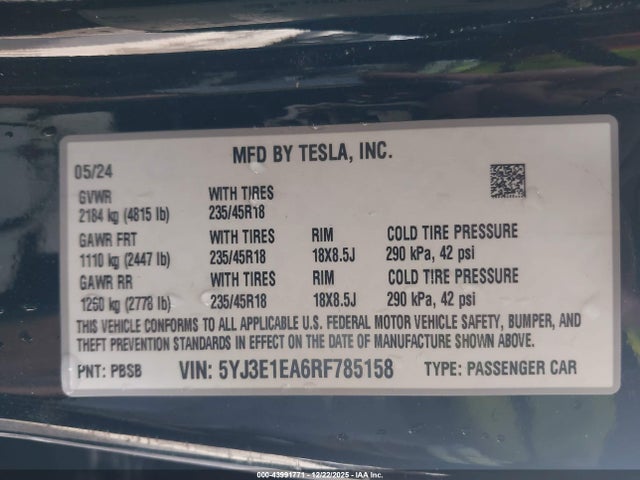 MFD BY TESLA, INC.
05/24
GVWR WITH TIRES
2184 kg (4815 lb) 235/45R18
GAWR FRT WITH TIRES RIM COLD TIRE PRESSURE
1110 kg (2447 lb) 235/45R18 18X8.5J 290 kPa, 42 psi
GAWR RR WITH TIRES RIM COLD TIRE PRESSURE
1260 kg (2778 lb) 235/45R18 18X8.5J 290 kPa, 42 psi
THIS VEHICLE CONFORMS TO ALL APPLICABLE U.S. FEDERAL MOTOR VEHICLE SAFETY, BUMPER, AND
THEFT PREVENTION STANDARDS IN EFFECT ON THE DATE OF MANUFACTURE SHOWN ABOVE.
PNT: PBSB VIN: 5YJ3E1EA6RF785158 TYPE: PASSENGER CAR
000-43991771 - 12/22/2025 - IAA Inc.